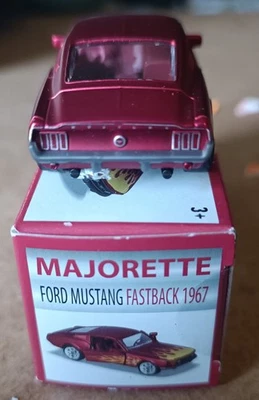 3+
MAJORETTE
FORD MUSTANG FASTBACK 1967